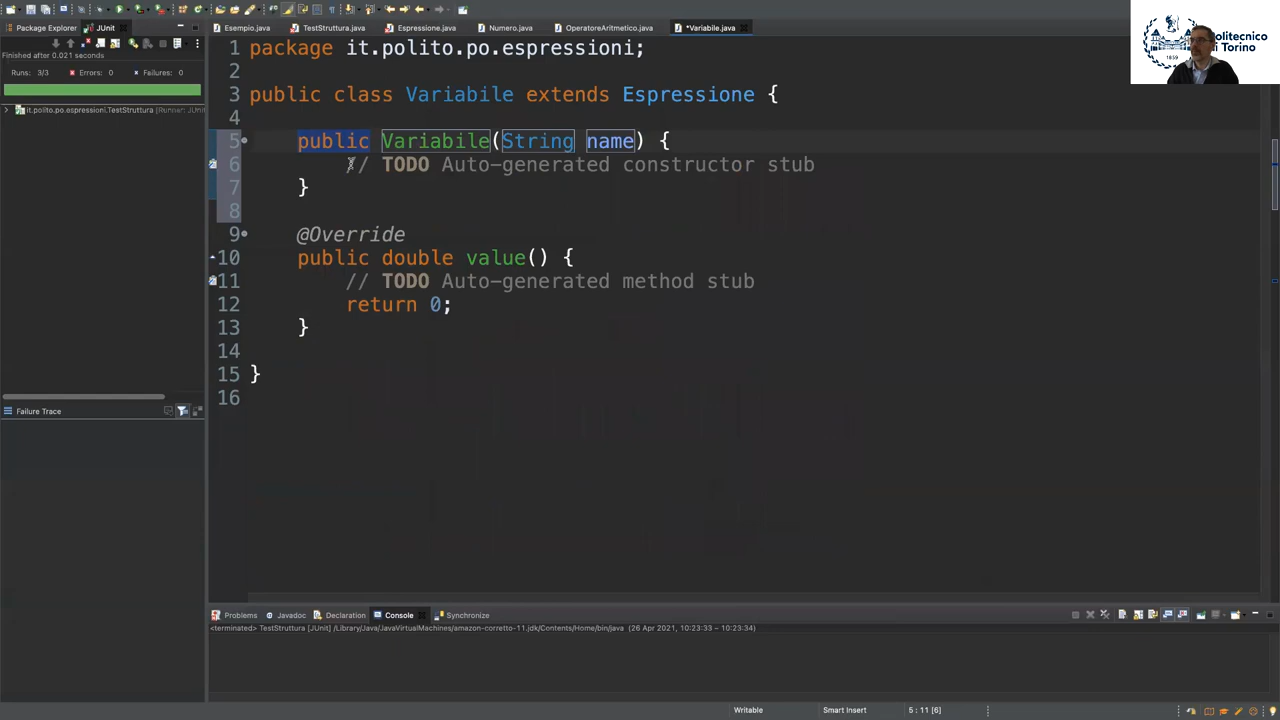 Package Explorer
JUnit
Esempio.java
TestStruttura.java
Espressione.java
Numero.java
OperatoreAritmetico.java
*Variabile.java
Politecnico
di Torino
1859
Finished after 0.021 seconds
Runs: 3/3
Errors: 0
Failures: 0
it.polito.po.espressioni.TestStruttura [Runner: JUni
1 package it.polito.po.espressioni;
2
3 public class Variabile extends Espressione {
4
5 public Variabile(String name) {
6 // TODO Auto-generated constructor stub
7 }
8
9 @Override
10 public double value() {
11 // TODO Auto-generated method stub
12 return 0;
13 }
14
15 }
16
Failure Trace
Problems
Javadoc
Declaration
Console
Synchronize
<terminated> TestStruttura [JUnit] /Library/Java/JavaVirtualMachines/amazon-corretto-11.jdk/Contents/Home/bin/java (26 Apr 2021, 10:23:33 – 10:23:34)
Writable
Smart Insert
5 : 11 [6]